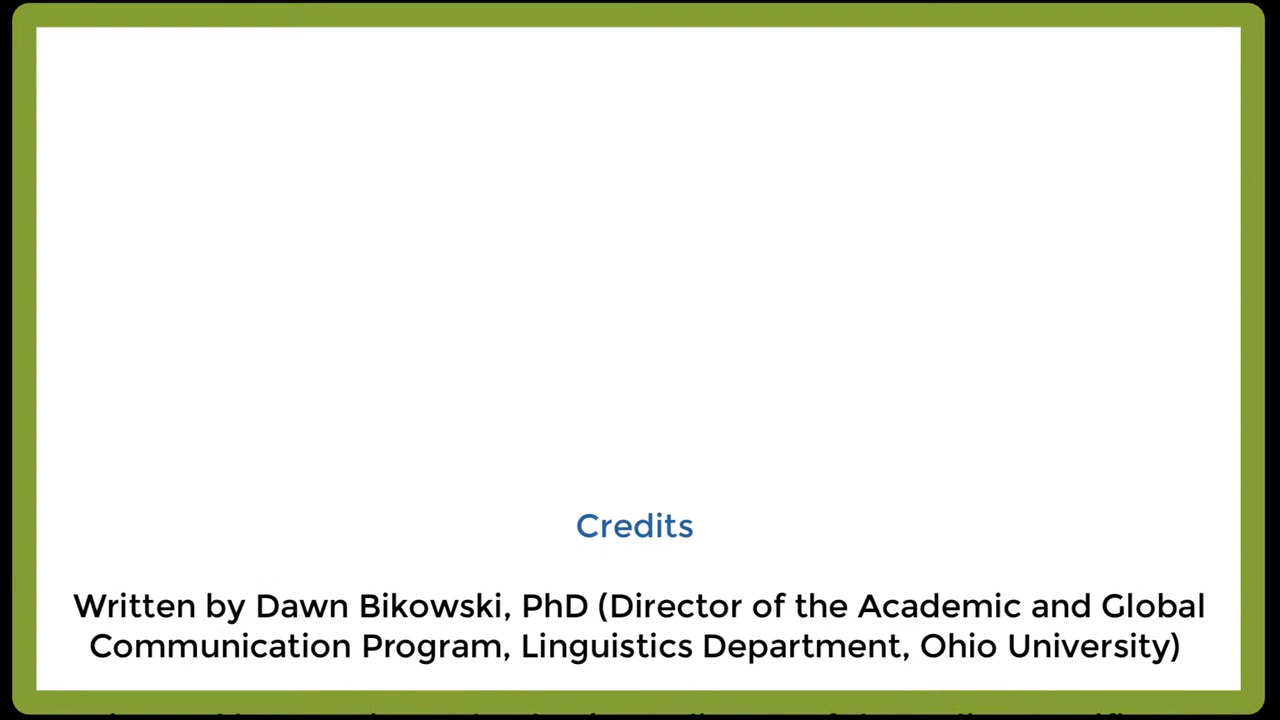 Credits
Written by Dawn Bikowski, PhD (Director of the Academic and Global
Communication Program, Linguistics Department, Ohio University)